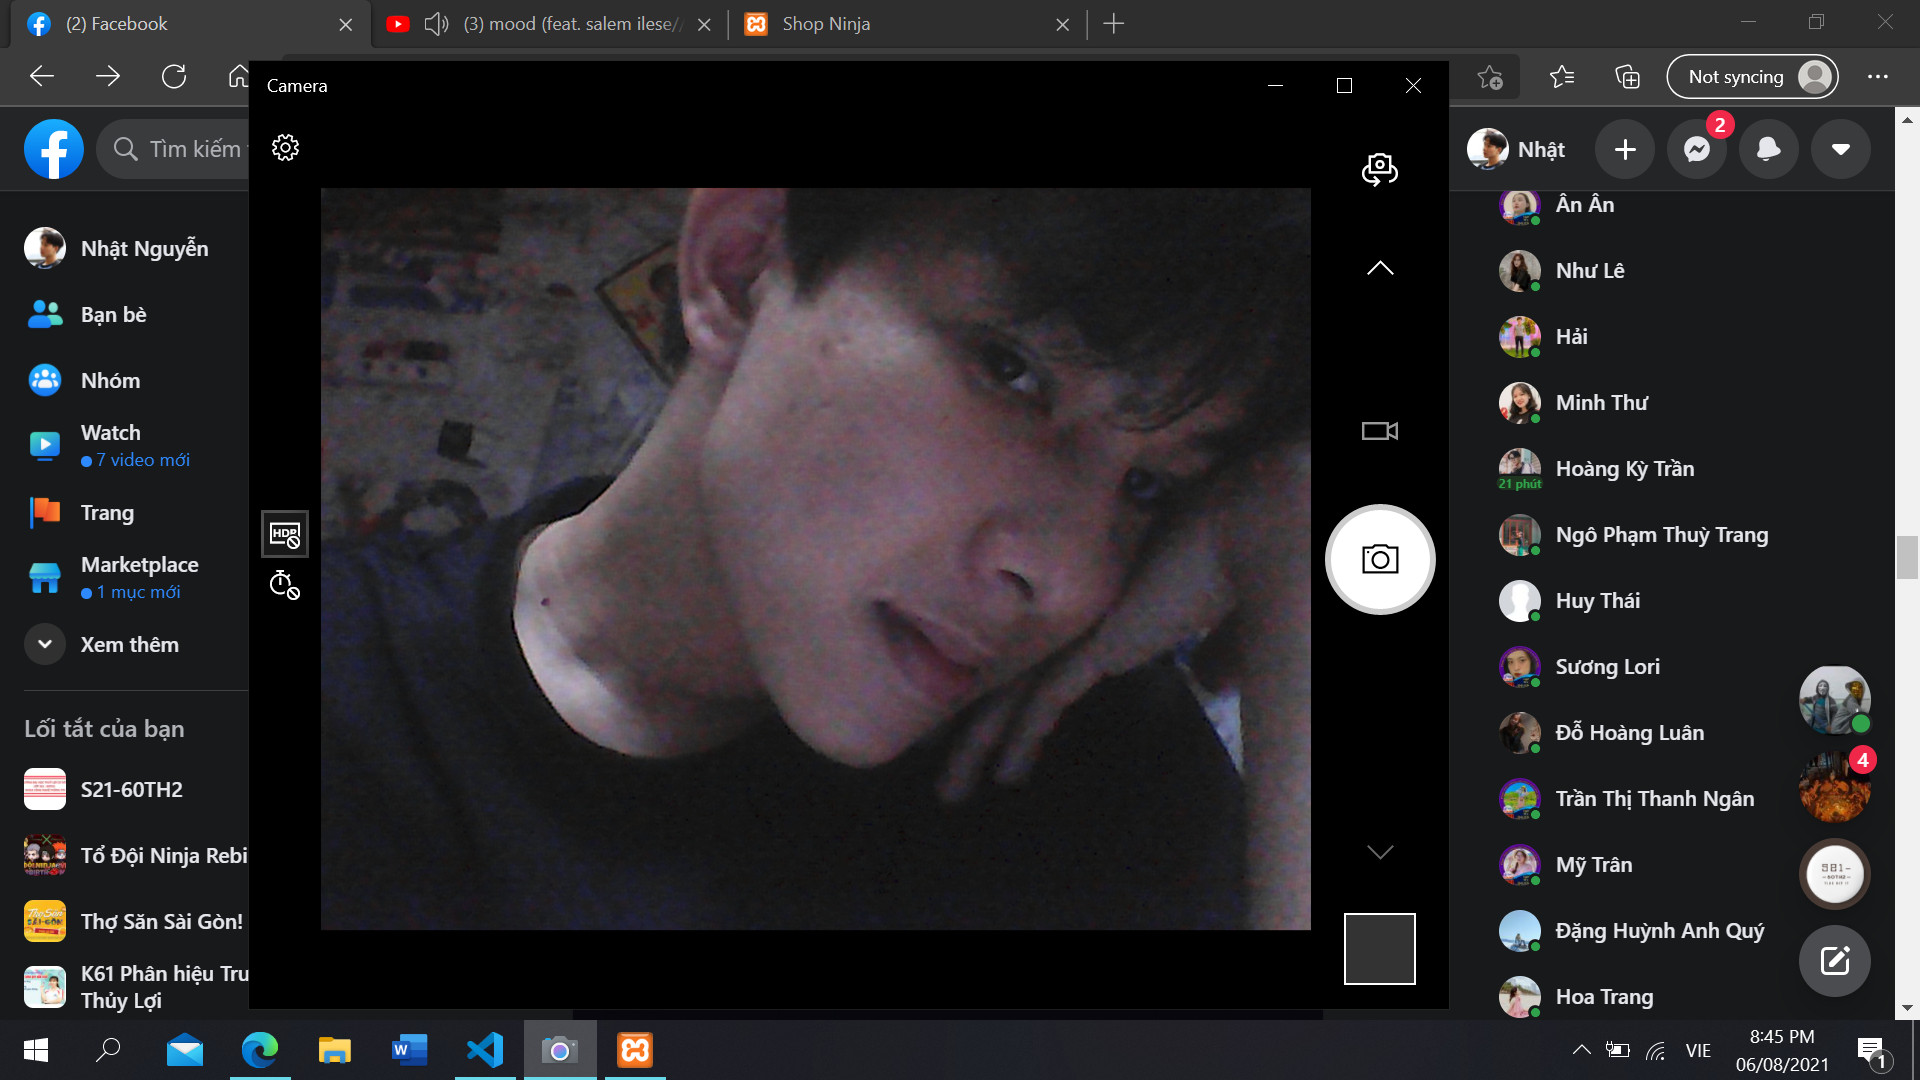 (2) Facebook
(3) mood (feat. salem ilese//
Shop Ninja
Not syncing
Camera
Tìm kiếm
Nhật
2
Nhật Nguyễn
Bạn bè
Nhóm
Watch
7 video mới
Trang
Marketplace
1 mục mới
Xem thêm
Lối tắt của bạn
S21-60TH2
Tổ Đội Ninja Rebi
Thợ Săn Sài Gòn!
K61 Phân hiệu Tru
Thủy Lợi
HDR
Ân Ân
Như Lê
Hải
Minh Thư
Hoàng Kỳ Trần
21 phút
Ngô Phạm Thuỳ Trang
Huy Thái
Sương Lori
Đỗ Hoàng Luân
Trần Thị Thanh Ngân
Mỹ Trân
Đặng Huỳnh Anh Quý
Hoa Trang
4
VIE
8:45 PM
06/08/2021
1